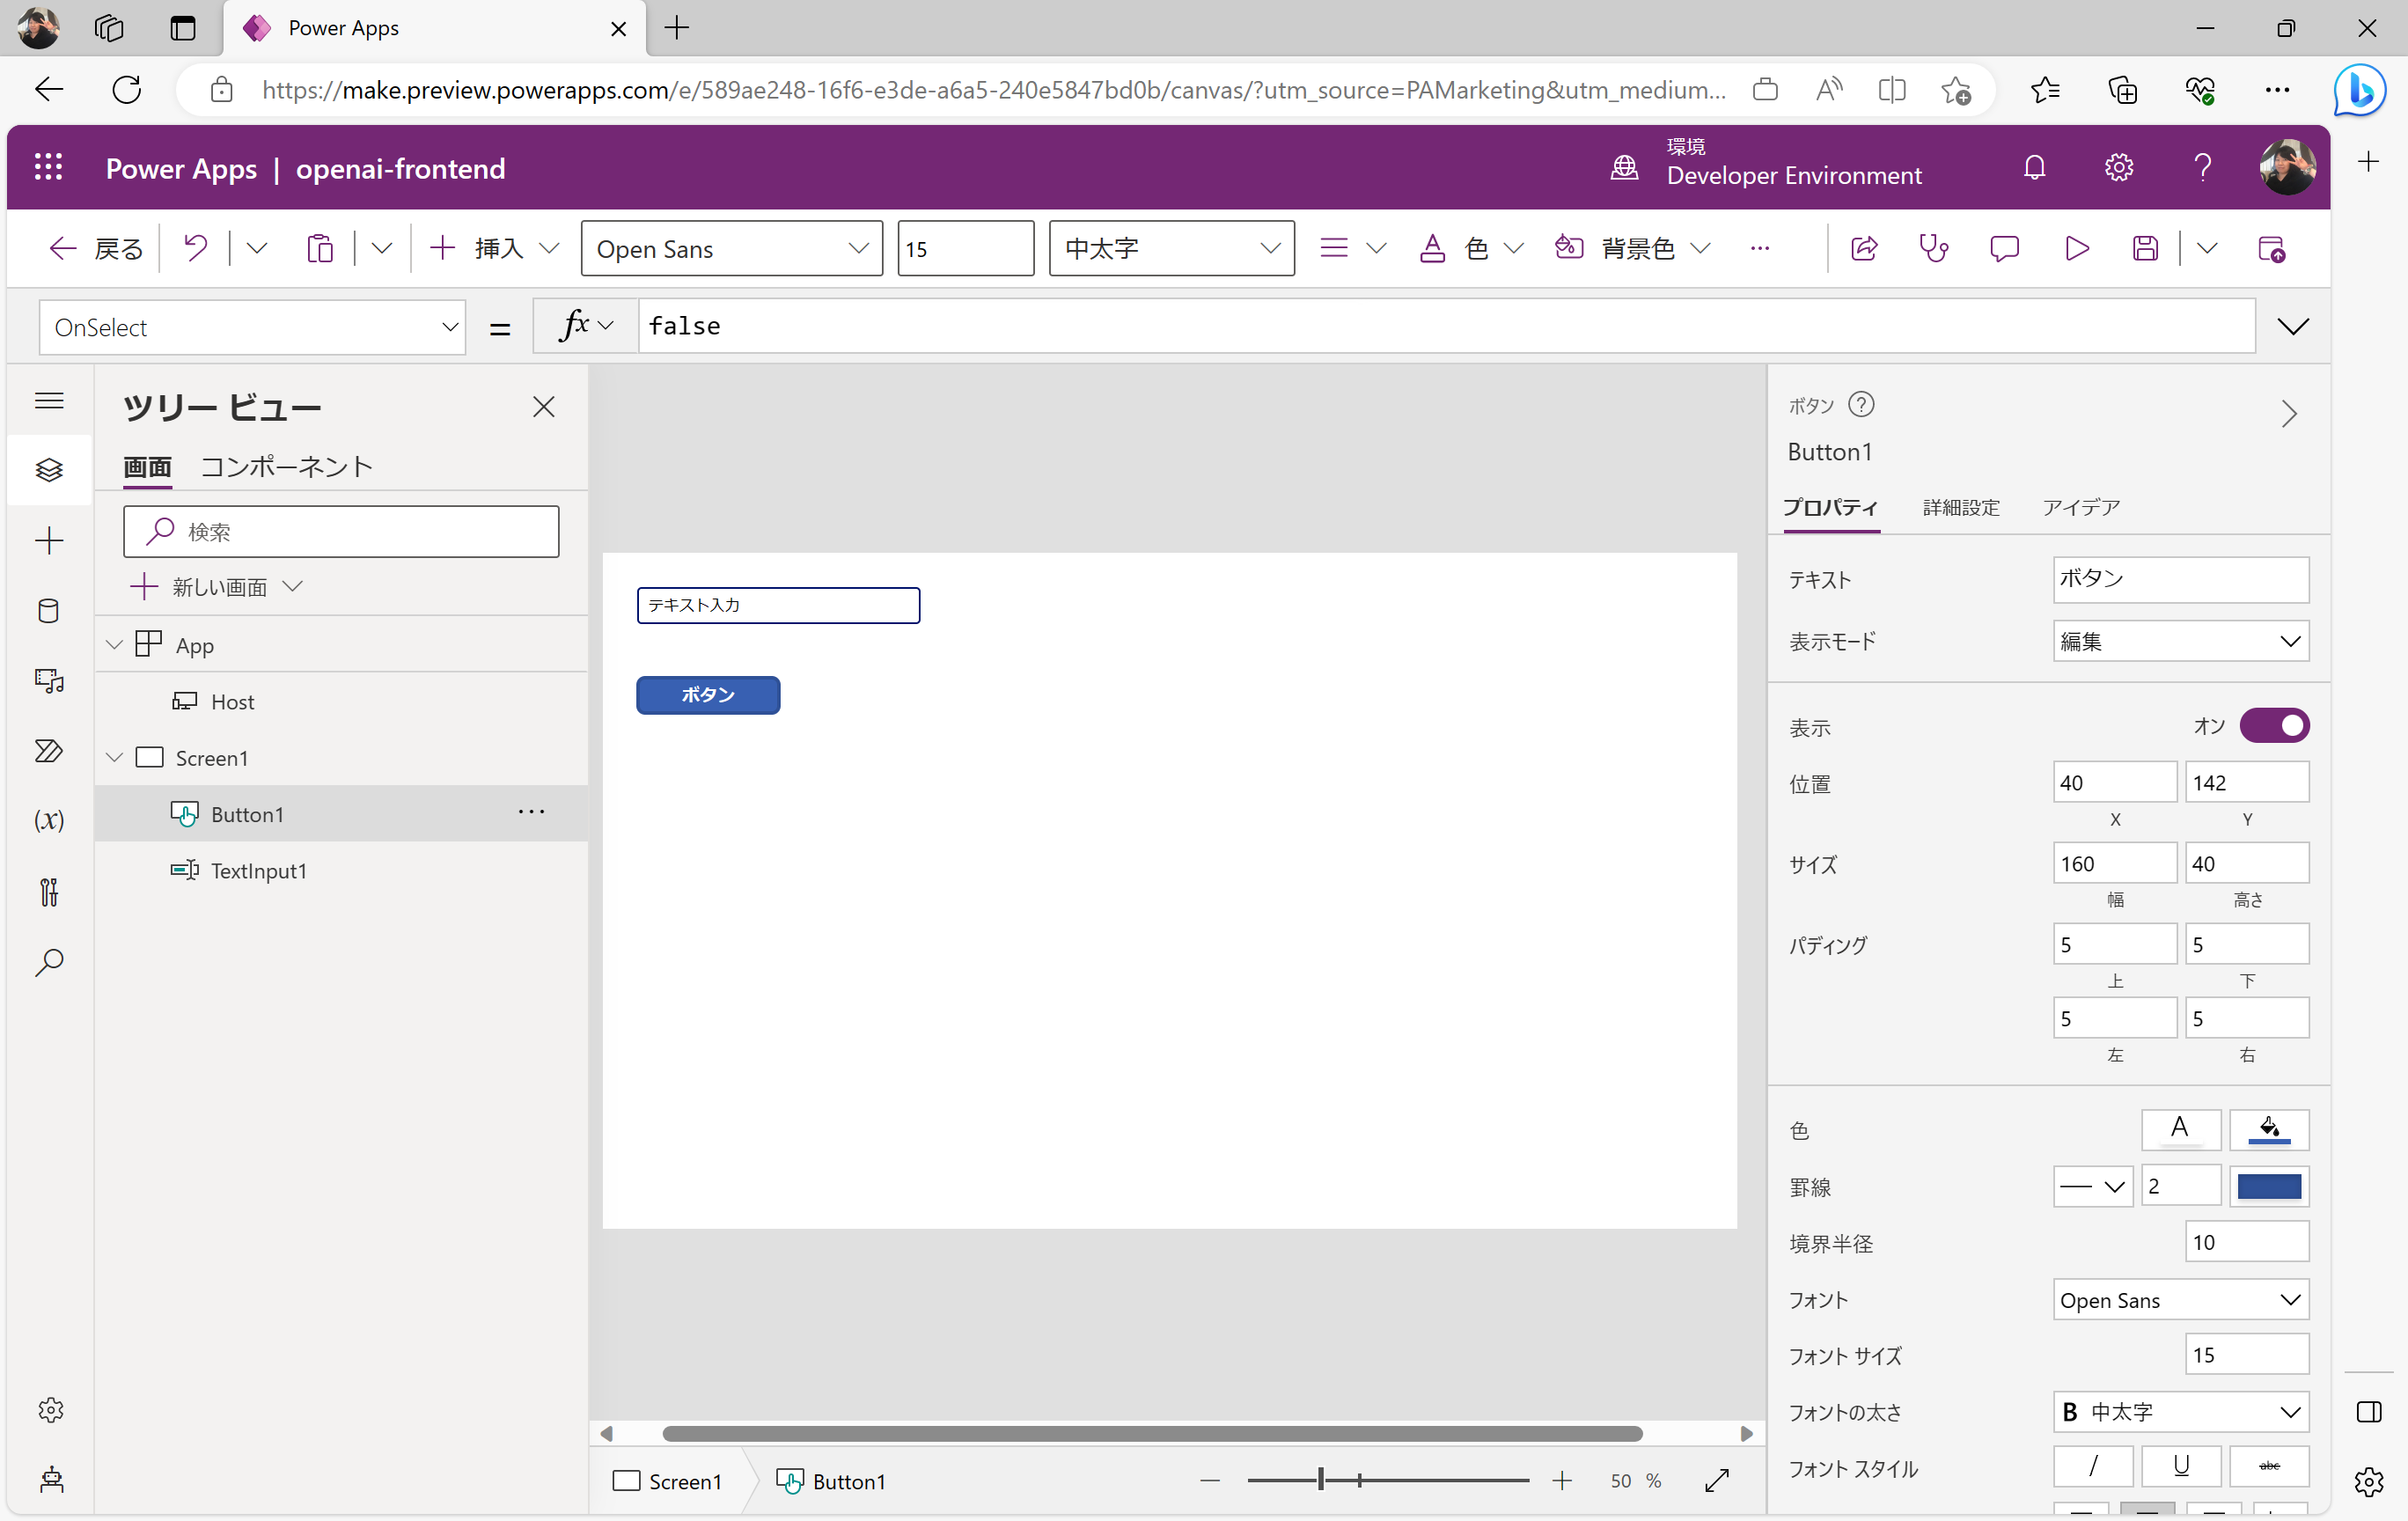 Power Apps
https://make.preview.powerapps.com/e/589ae248-16f6-e3de-a6a5-240e5847bd0b/canvas/?utm_source=PAMarketing&utm_medium...
Power Apps | openai-frontend
環境
Developer Environment
戻る
挿入
Open Sans
15
中太字
色
背景色
OnSelect
=
fx
false
ツリー ビュー
画面 コンポーネント
検索
新しい画面
App
Host
Screen1
Button1
TextInput1
テキスト入力
ボタン
Screen1
Button1
50 %
ボタン
Button1
プロパティ 詳細設定 アイデア
テキスト ボタン
表示モード 編集
表示 オン
位置 40 142
X Y
サイズ 160 40
幅 高さ
パディング 5 5
上 下
5 5
左 右
色 A
罫線 2
境界半径 10
フォント Open Sans
フォント サイズ 15
フォントの太さ B 中太字
フォント スタイル / U abc